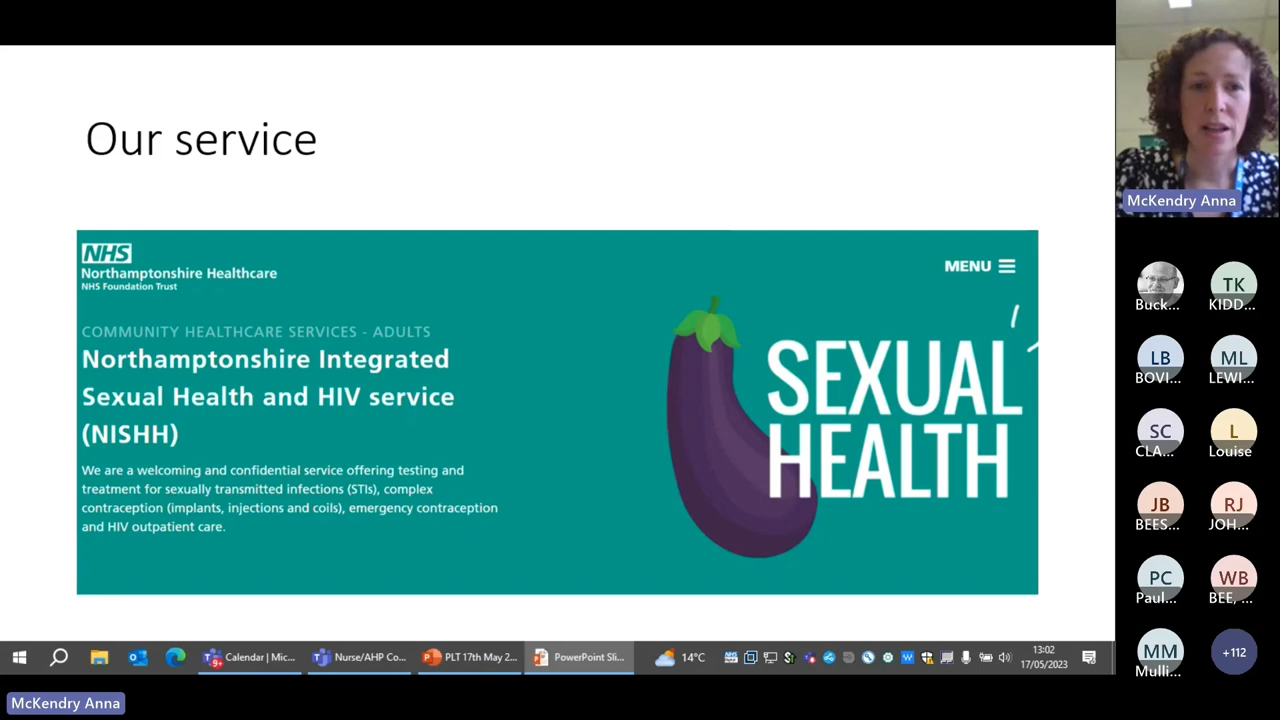 Our service
NHS
Northamptonshire Healthcare
NHS Foundation Trust
MENU
COMMUNITY HEALTHCARE SERVICES - ADULTS
Northamptonshire Integrated
Sexual Health and HIV service
(NISHH)
We are a welcoming and confidential service offering testing and
treatment for sexually transmitted infections (STIs), complex
contraception (implants, injections and coils), emergency contraception
and HIV outpatient care.
SEXUAL
HEALTH
McKendry Anna
Buck...
TK
KIDD...
LB
BOVI...
ML
LEWI...
SC
CLA...
L
Louise
JB
BEES...
RJ
JOH...
PC
Paul...
WB
BEE, ...
MM
Mulli...
+112
Calendar | Mic...
Nurse/AHP Co...
PLT 17th May 2...
PowerPoint Sli...
14°C
13:02
17/05/2023
McKendry Anna